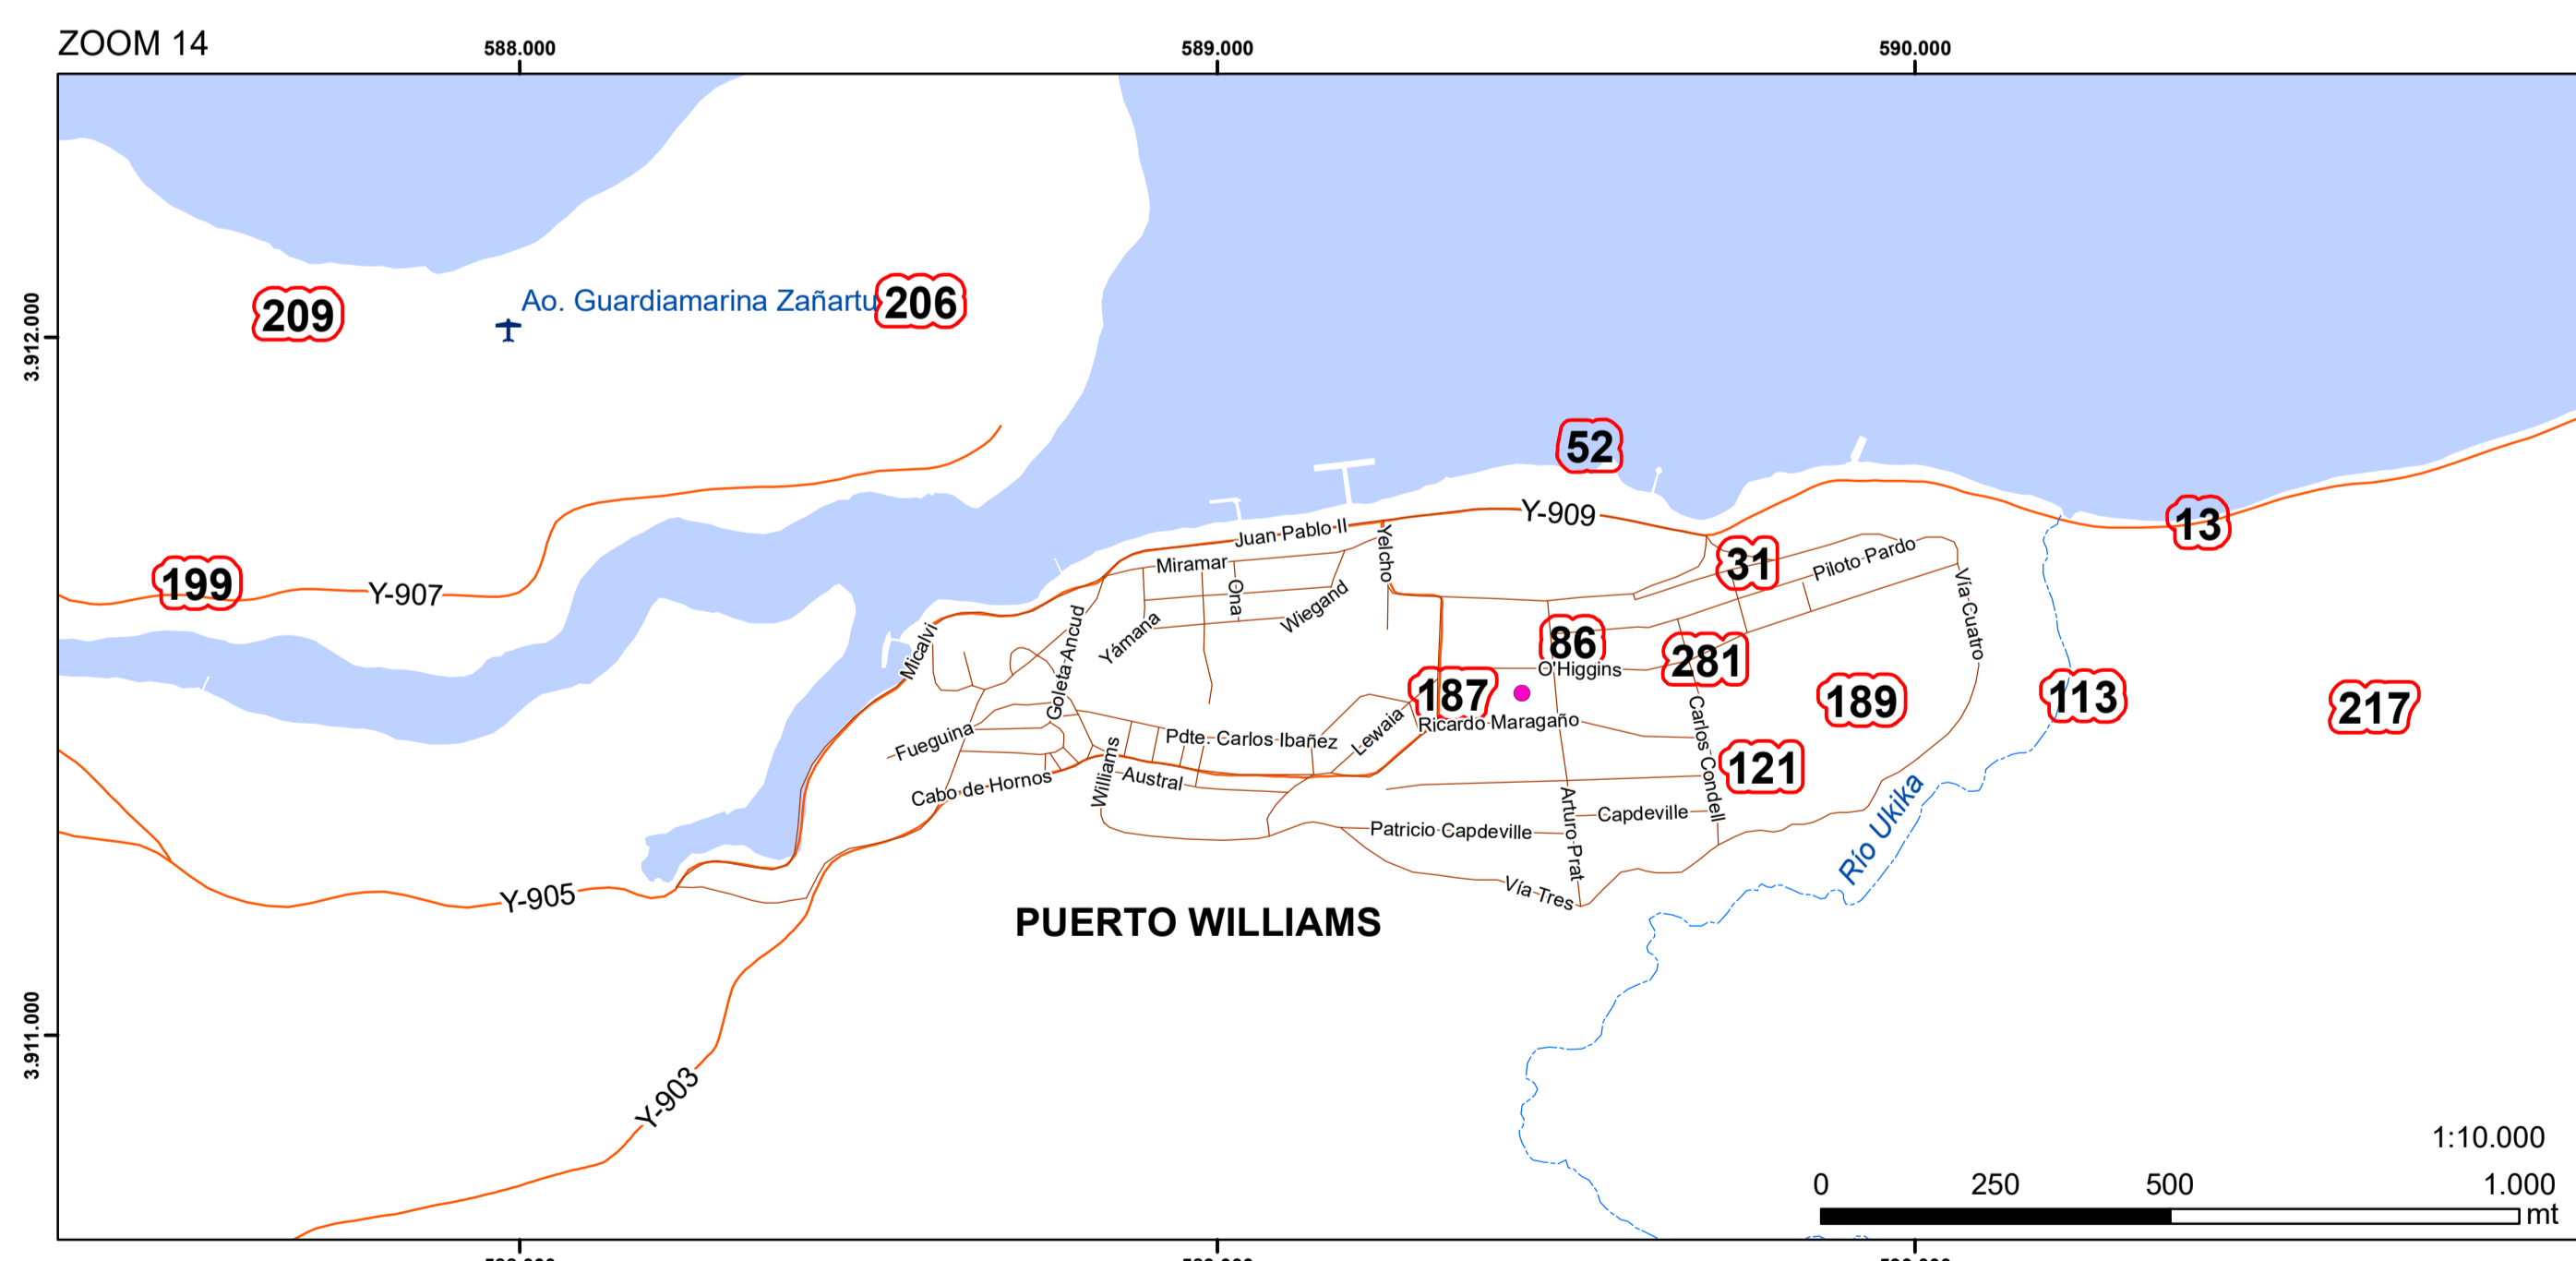 ZOOM 14
588.000
589.000
590.000
3.912.000
209
Ao. Guardiamarina Zañartu
206
52
Y-909
13
Juan Pablo II
Yelcho
31
Piloto Pardo
199
Y-907
Miramar
Ona
Wiegand
Yámana
Vía Cuatro
Micalvi
Goleta Ancud
86
O'Higgins
281
187
189
113
217
Ricardo Maragaño
Lewaia
Carlos Condell
Fueguina
Pdte. Carlos Ibañez
Williams
Austral
121
Cabo de Hornos
Arturo Prat
Capdeville
Patricio Capdeville
Río Ukika
Vía Tres
Y-905
PUERTO WILLIAMS
3.911.000
Y-903
1:10.000
0 250 500 1.000
mt